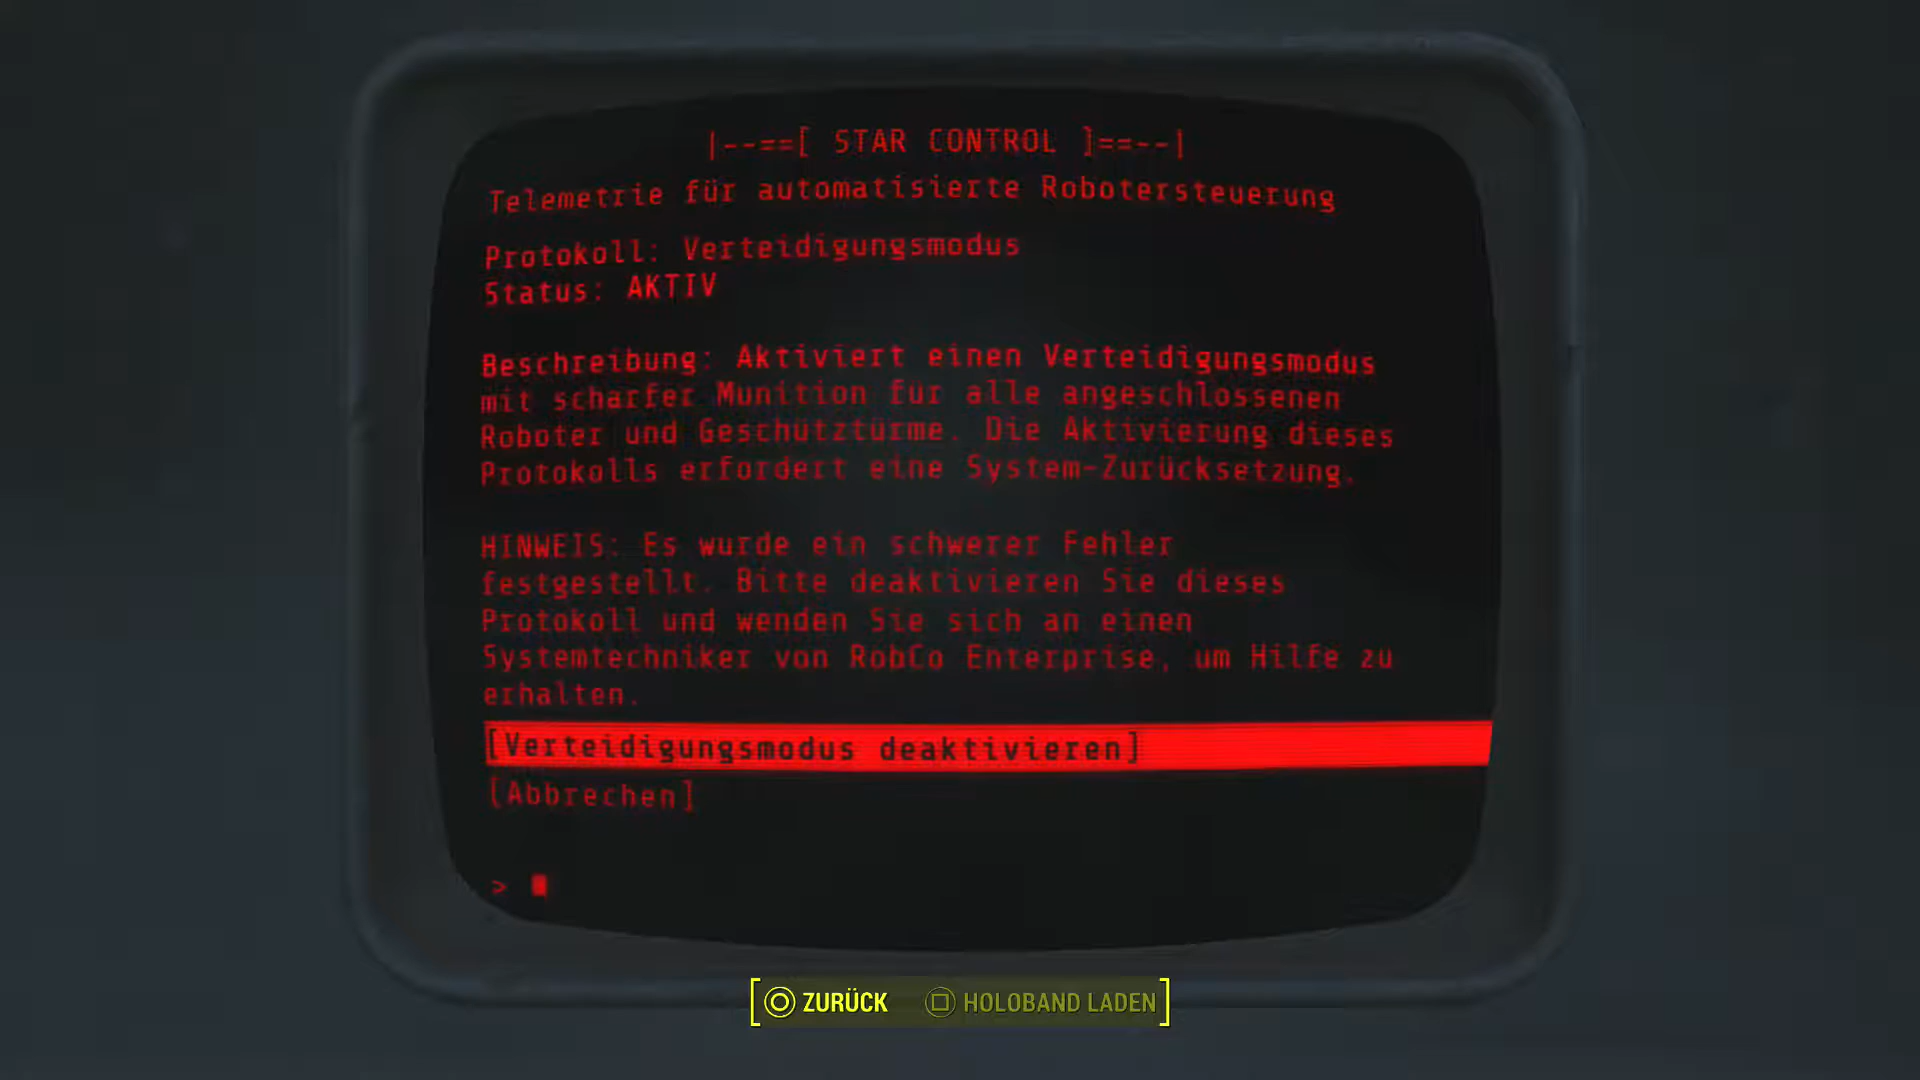 |--==[ STAR CONTROL ]==--|
Telemetrie für automatisierte Robotersteuerung
Protokoll: Verteidigungsmodus
Status: AKTIV
Beschreibung: Aktiviert einen Verteidigungsmodus
mit scharfer Munition für alle angeschlossenen
Roboter und Geschütztürme. Die Aktivierung dieses
Protokolls erfordert eine System-Zurücksetzung.
HINWEIS: Es wurde ein schwerer Fehler
festgestellt. Bitte deaktivieren Sie dieses
Protokoll und wenden Sie sich an einen
Systemtechniker von RobCo Enterprise, um Hilfe zu
erhalten.
[Verteidigungsmodus deaktivieren]
[Abbrechen]
>
ZURÜCK HOLOBAND LADEN